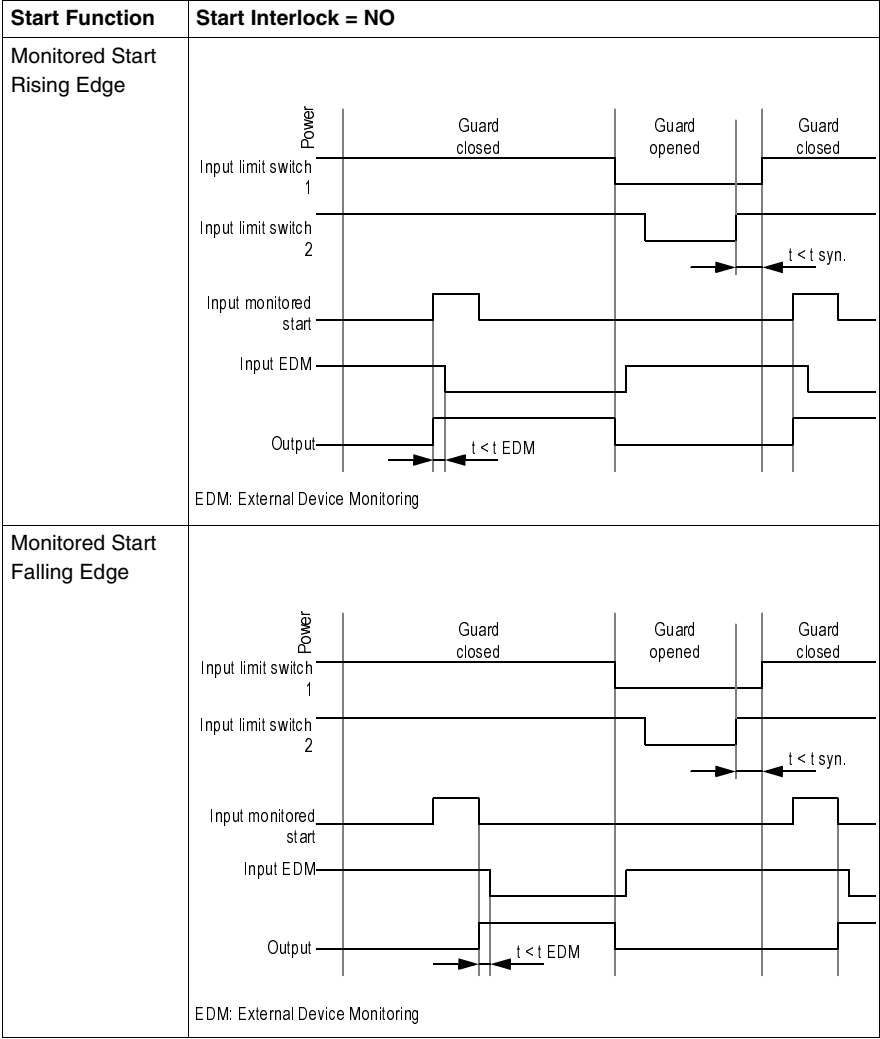 Start Function
Start Interlock = NO
Monitored Start
Rising Edge
Power
Guard
closed
Guard
opened
Guard
closed
Input limit switch
1
Input limit switch
2
t < t syn.
Input monitored
start
Input EDM
Output
t < t EDM
EDM: External Device Monitoring
Monitored Start
Falling Edge
Power
Guard
closed
Guard
opened
Guard
closed
Input limit switch
1
Input limit switch
2
t < t syn.
Input monitored
start
Input EDM
Output
t < t EDM
EDM: External Device Monitoring